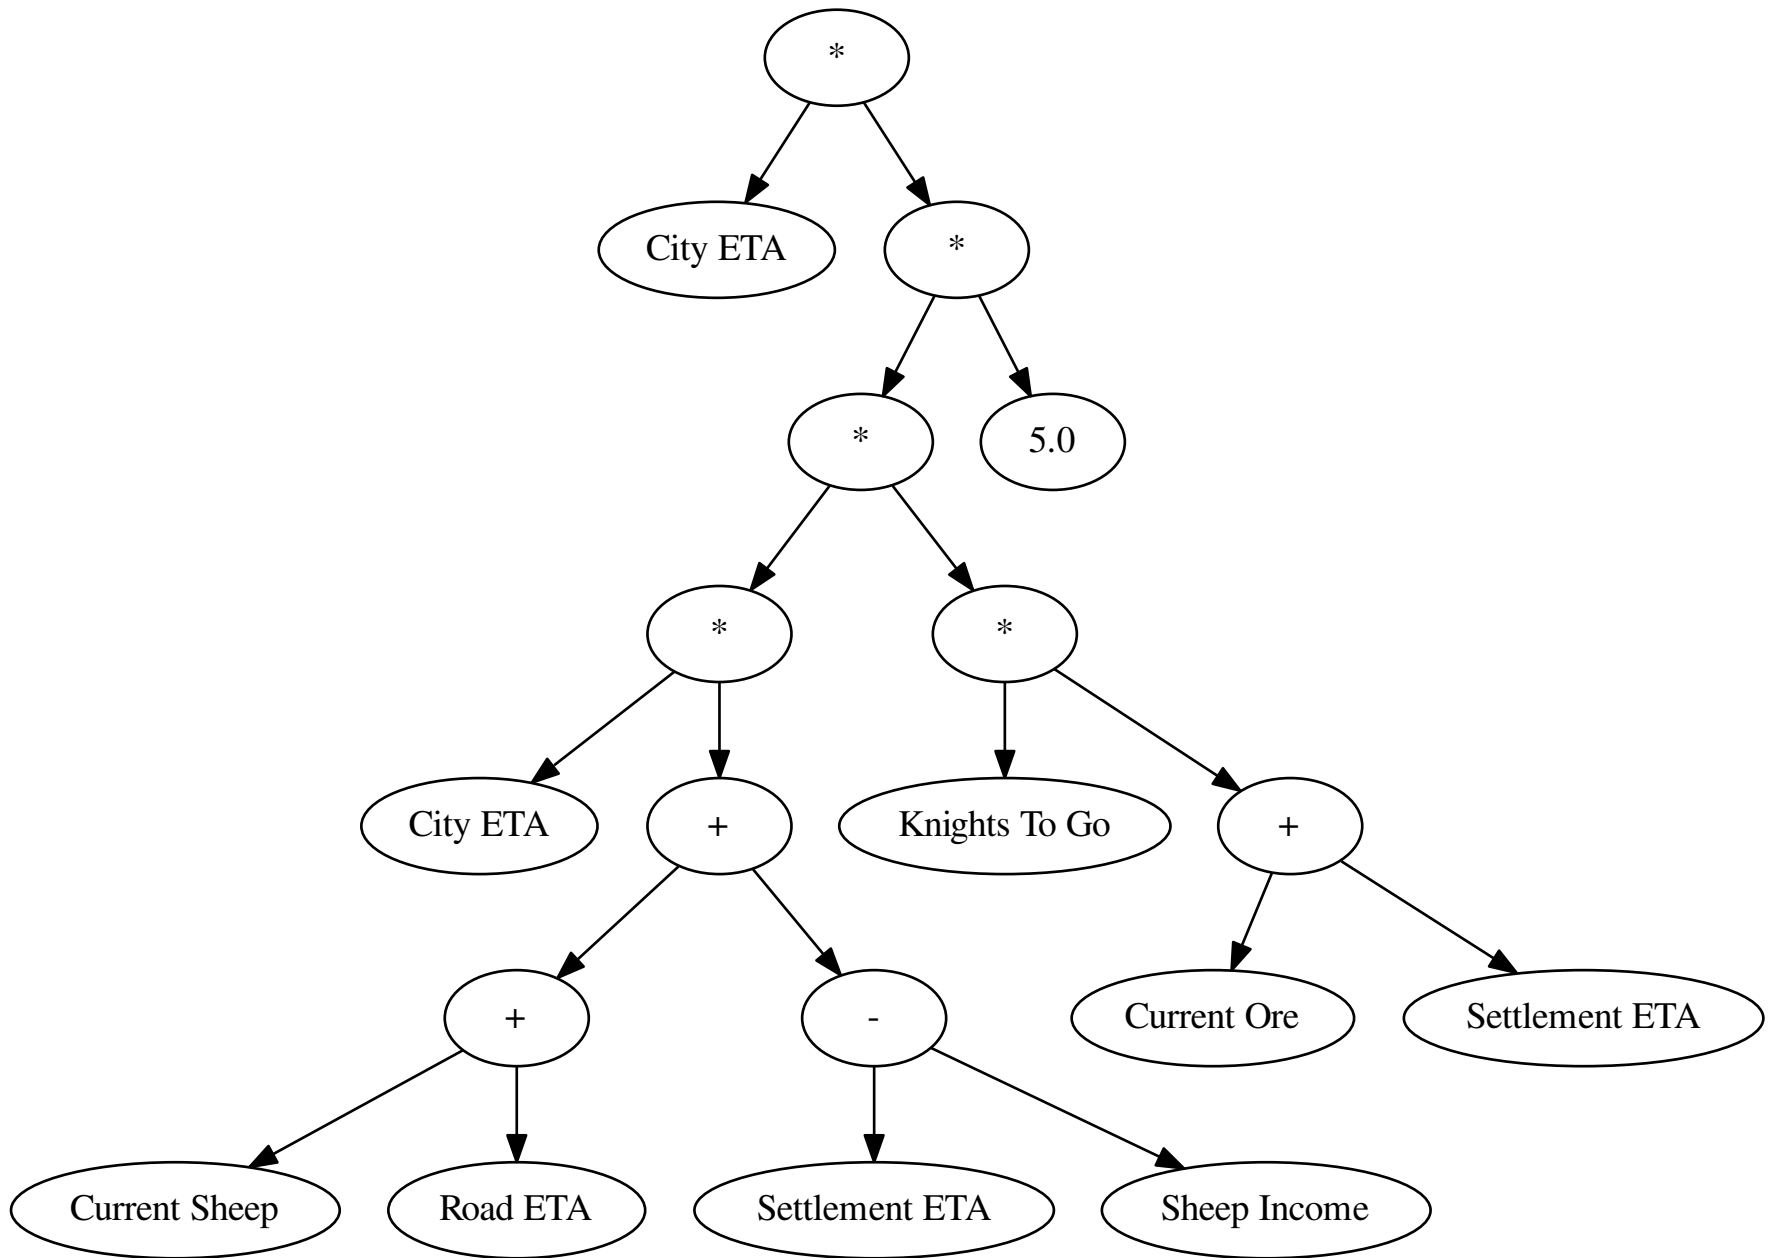 *
City ETA
*
*
5.0
*
*
City ETA
+
Knights To Go
+
+
-
Current Ore
Settlement ETA
Current Sheep
Road ETA
Settlement ETA
Sheep Income